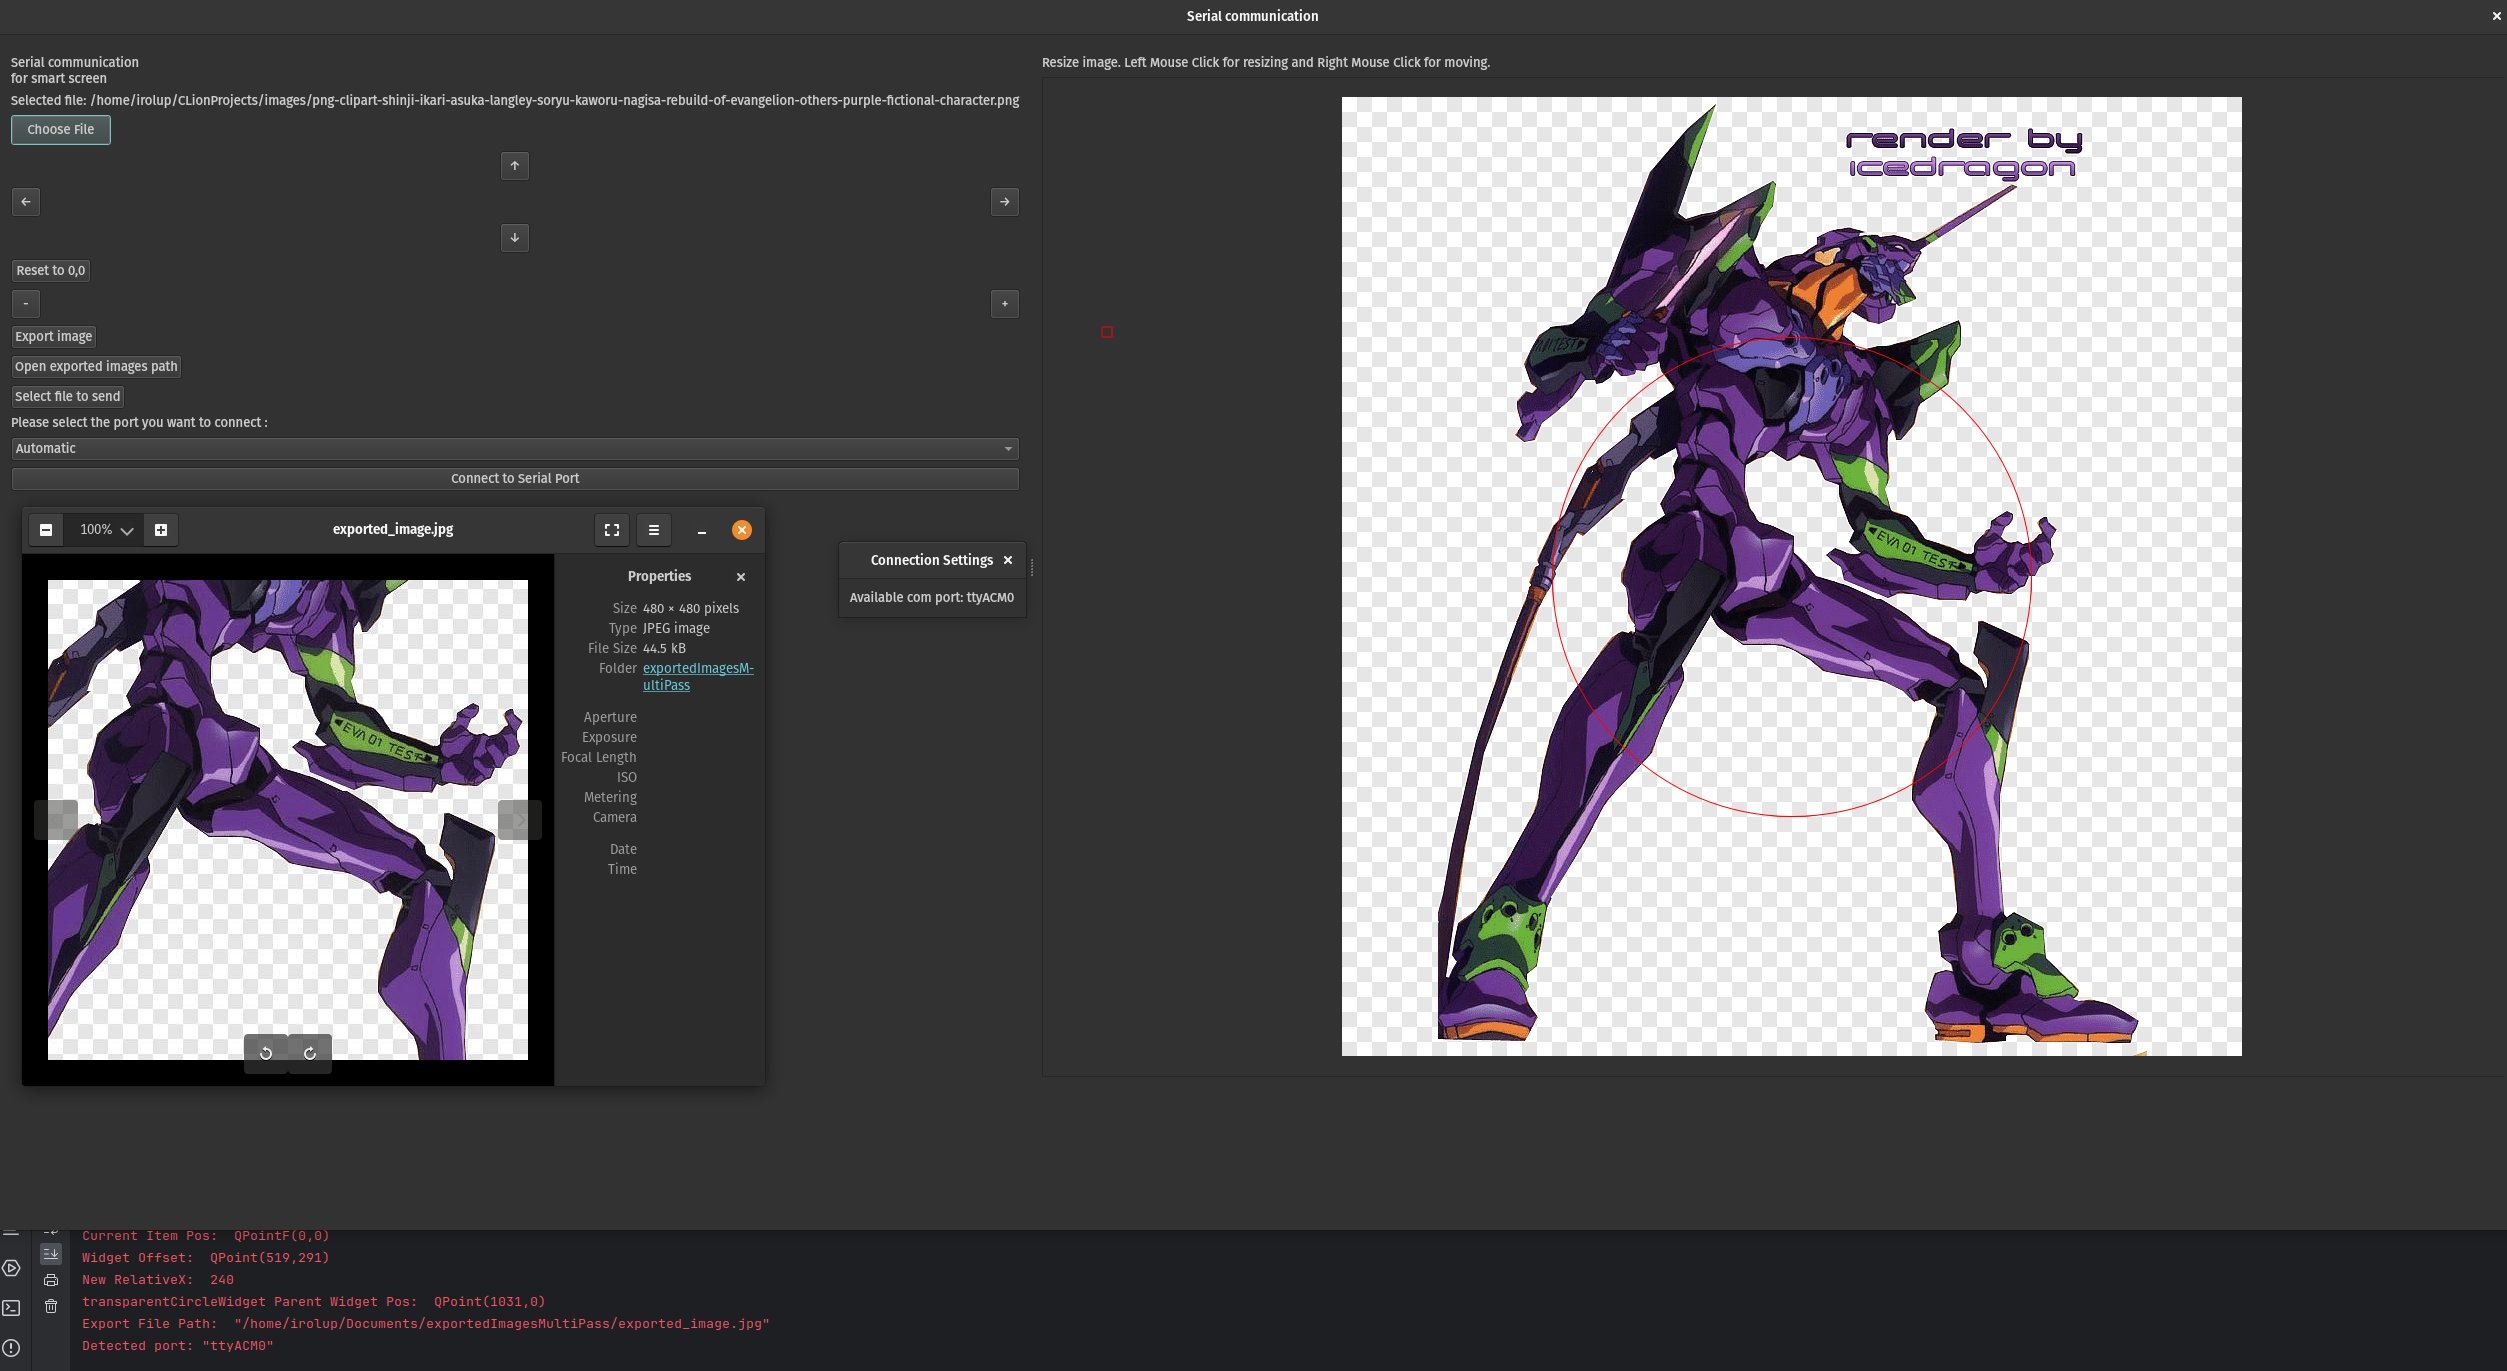 Serial communication
Serial communication
for smart screen
Selected file: /home/irolup/CLionProjects/images/png-clipart-shinji-ikari-asuka-langley-soryu-kaworu-nagisa-rebuild-of-evangelion-others-purple-fictional-character.png
Choose File
↑
←
→
↓
Reset to 0,0
-
+
Export image
Open exported images path
Select file to send
Please select the port you want to connect :
Automatic
Connect to Serial Port
100%
exported_image.jpg
Properties
Size 480 × 480 pixels
Type JPEG image
File Size 44.5 kB
Folder exportedImagesM-
ultiPass
Aperture
Exposure
Focal Length
ISO
Metering
Camera
Date
Time
EVA 01 TEST
Connection Settings
Available com port: ttyACM0
Resize image. Left Mouse Click for resizing and Right Mouse Click for moving.
render by
icedragon
EVA 01 TEST
Current Item Pos:  QPointF(0,0)
Widget Offset:  QPoint(519,291)
New RelativeX:  240
transparentCircleWidget Parent Widget Pos:  QPoint(1031,0)
Export File Path:  "/home/irolup/Documents/exportedImagesMultiPass/exported_image.jpg"
Detected port: "ttyACM0"